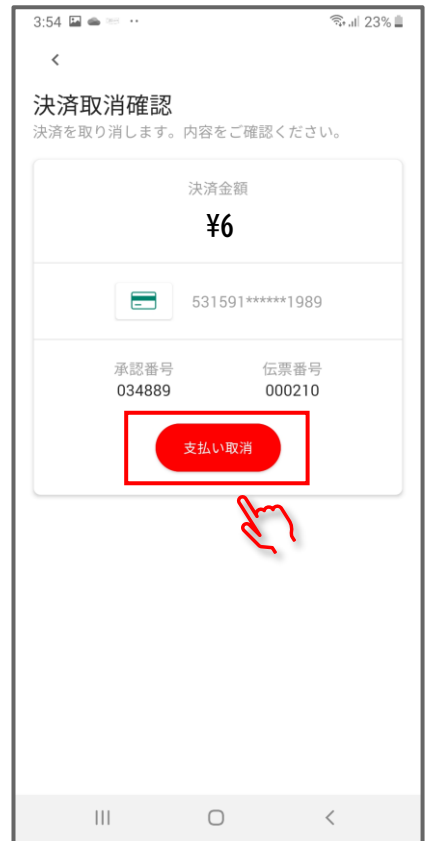 3:54
23%
決済取消確認
決済を取り消します。内容をご確認ください。
決済金額
¥6
531591******1989
承認番号 伝票番号
034889 000210
支払い取消